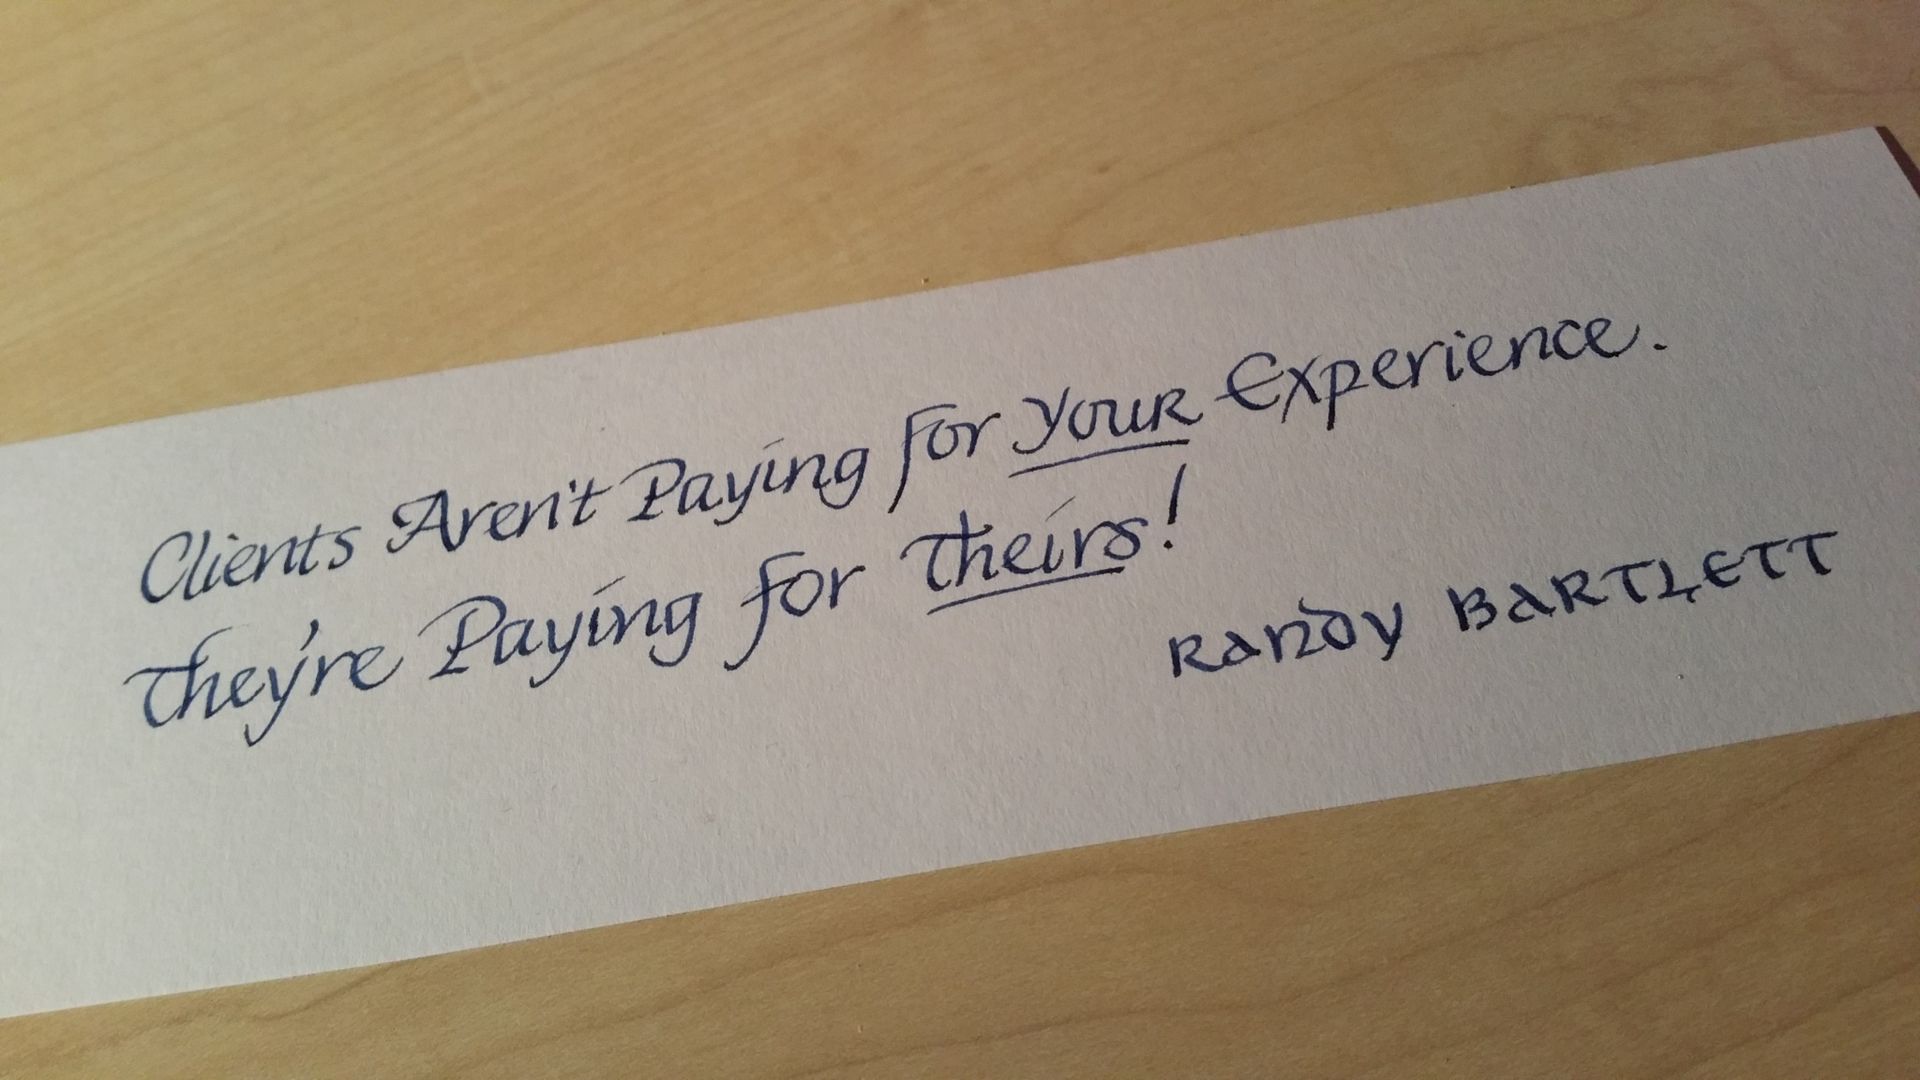 Clients Aren't Paying for Your Experience.
They're Paying for Theirs!
Randy Bartlett